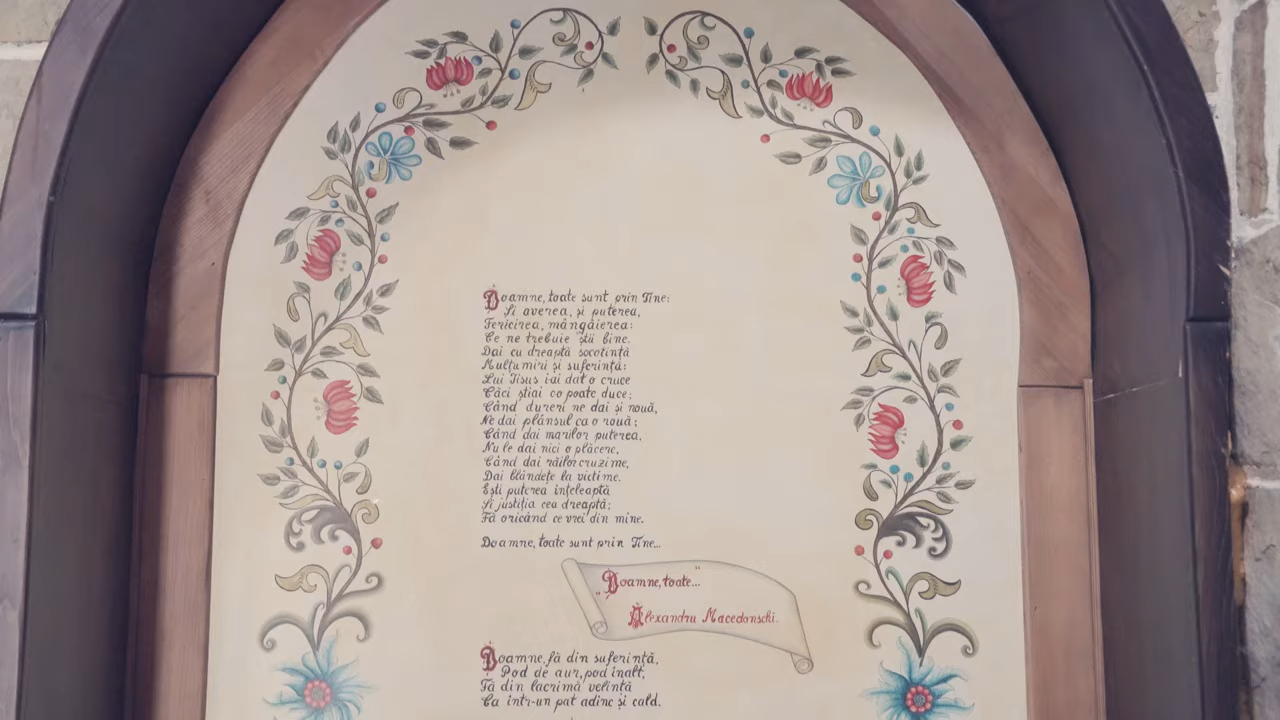 Doamne, toate sunt prin Tine:
Și averea, și puterea,
Fericirea, mângâierea:
Ce ne trebuie știi bine.
Dai cu dreaptă socotință
Mulțumiri și suferință:
Lui Iisus i-ai dat o cruce
Căci știai co poate duce;
Când dureri ne dai și nouă,
Ne dai plânsul ca o rouă;
Când dai marilor puterea,
Nu le dai nici o plăcere,
Când dai răilor cruzime,
Dai blândețe la victime.
Ești puterea înțeleaptă
Și justiția cea dreaptă;
Fă oricând ce vrei din mine.
Doamne, toate sunt prin Tine...
„Doamne, toate..."
Alexandru Macedonschi.
Doamne, fă din suferință,
Pod de aur, pod înalt,
Fă din lacrimă velință
Ca într-un pat adînc și cald.